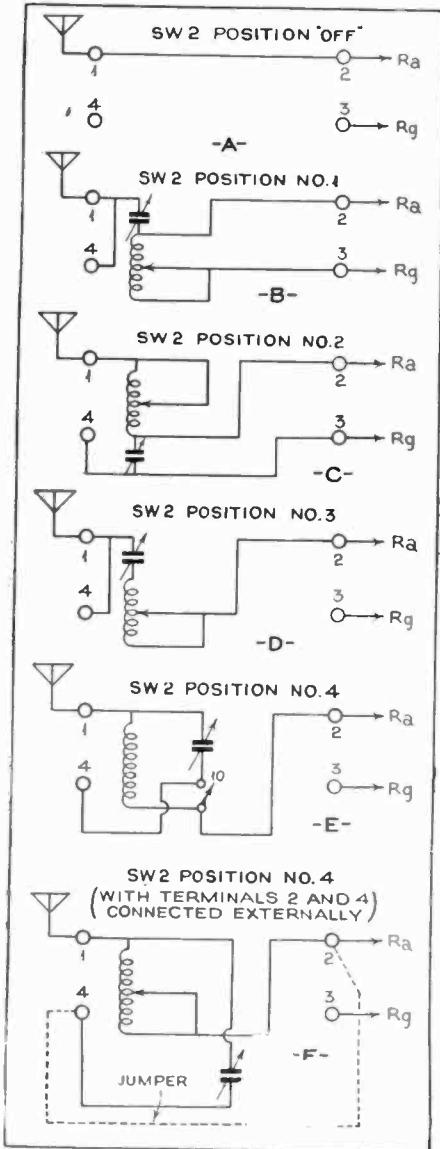 SW2 POSITION "OFF"
1
2
Ra
4
3
Rg
-A-
SW2 POSITION NO.1
1
2
Ra
4
3
Rg
-B-
SW2 POSITION NO.2
1
2
Ra
4
3
Rg
-C-
SW2 POSITION NO.3
1
2
Ra
4
3
Rg
-D-
SW2 POSITION NO.4
1
2
Ra
4
10
3
Rg
-E-
SW2 POSITION NO.4
(WITH TERMINALS 2 AND 4
CONNECTED EXTERNALLY)
1
2
Ra
4
3
Rg
-F-
JUMPER